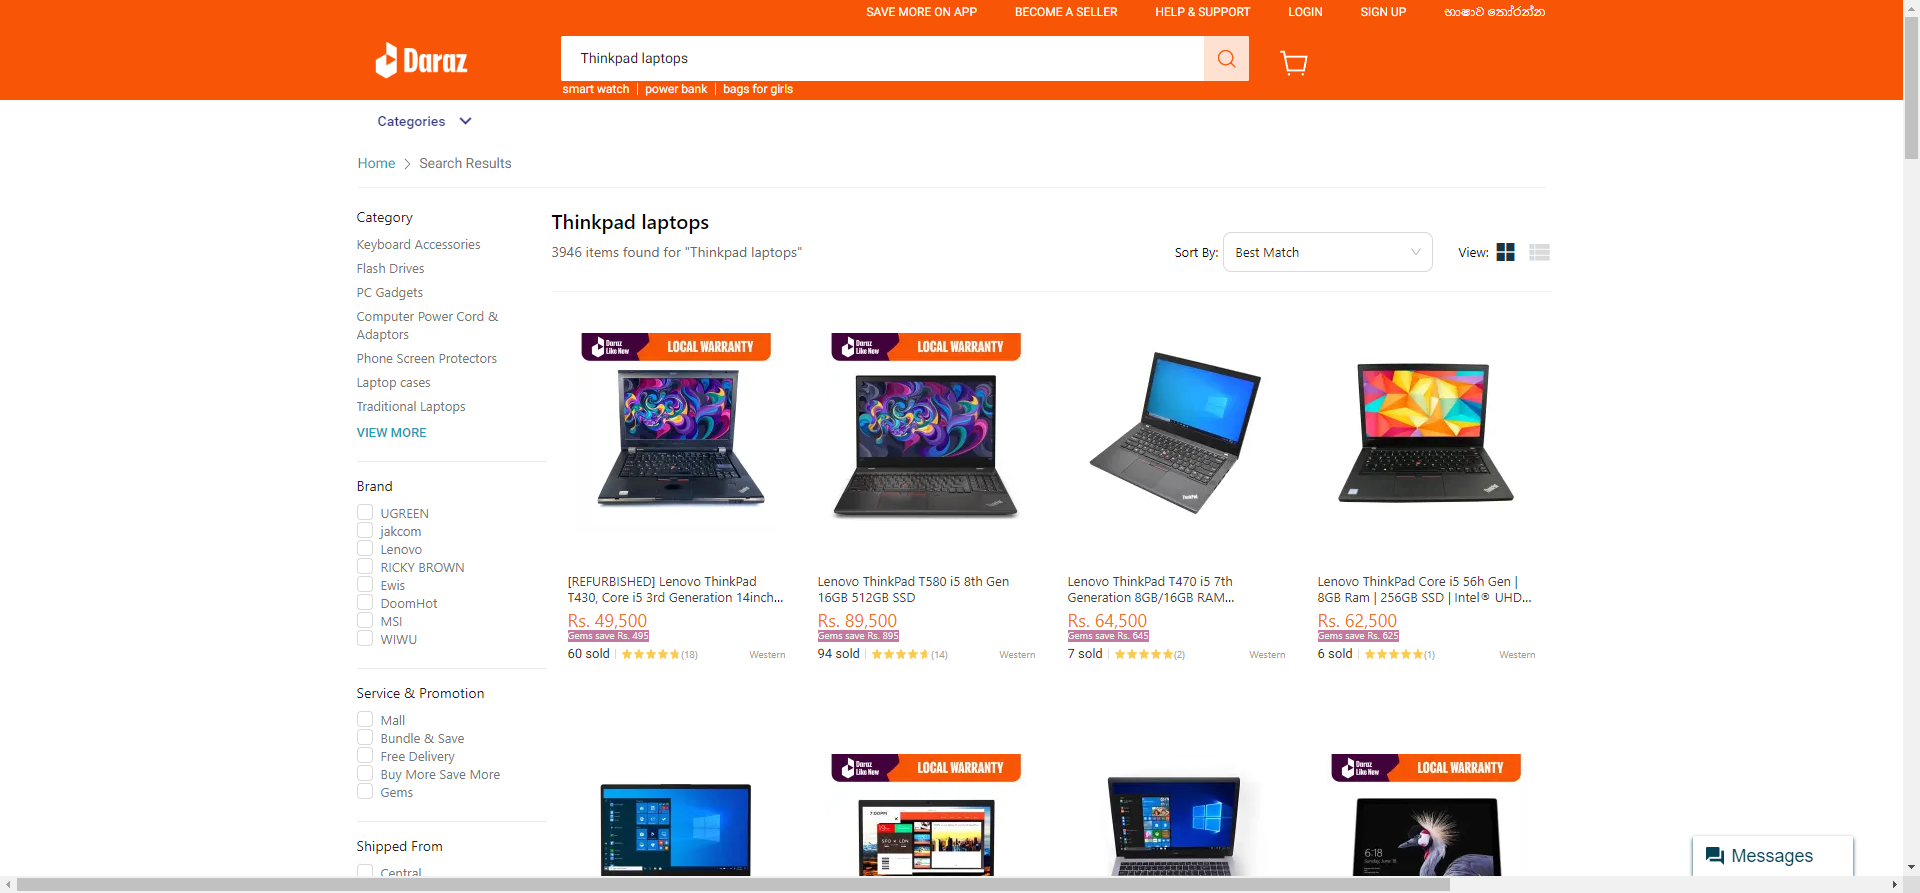 SAVE MORE ON APP BECOME A SELLER HELP & SUPPORT LOGIN SIGN UP භාෂාව තෝරන්න
Daraz
Thinkpad laptops
smart watch power bank bags for girls
Categories
Home Search Results
Category
Keyboard Accessories
Flash Drives
PC Gadgets
Computer Power Cord &
Adaptors
Phone Screen Protectors
Laptop cases
Traditional Laptops
VIEW MORE
Brand
UGREEN
jakcom
Lenovo
RICKY BROWN
Ewis
DoomHot
MSI
WIWU
Service & Promotion
Mall
Bundle & Save
Free Delivery
Buy More Save More
Gems
Shipped From
Central
Thinkpad laptops
3946 items found for "Thinkpad laptops"
Sort By: Best Match
View:
Daraz
Like New
LOCAL WARRANTY
[REFURBISHED] Lenovo ThinkPad
T430, Core i5 3rd Generation 14inch...
Rs. 49,500
Gems save Rs. 495
60 sold (18) Western
Daraz
Like New
LOCAL WARRANTY
Lenovo ThinkPad T580 i5 8th Gen
16GB 512GB SSD
Rs. 89,500
Gems save Rs. 895
94 sold (14) Western
ThinkPad
Lenovo ThinkPad T470 i5 7th
Generation 8GB/16GB RAM...
Rs. 64,500
Gems save Rs. 645
7 sold (2) Western
Lenovo ThinkPad Core i5 56h Gen |
8GB Ram | 256GB SSD | Intel® UHD...
Rs. 62,500
Gems save Rs. 625
6 sold (1) Western
Daraz
Like New
LOCAL WARRANTY
SFO LDN
Daraz
Like New
LOCAL WARRANTY
6:18
Messages